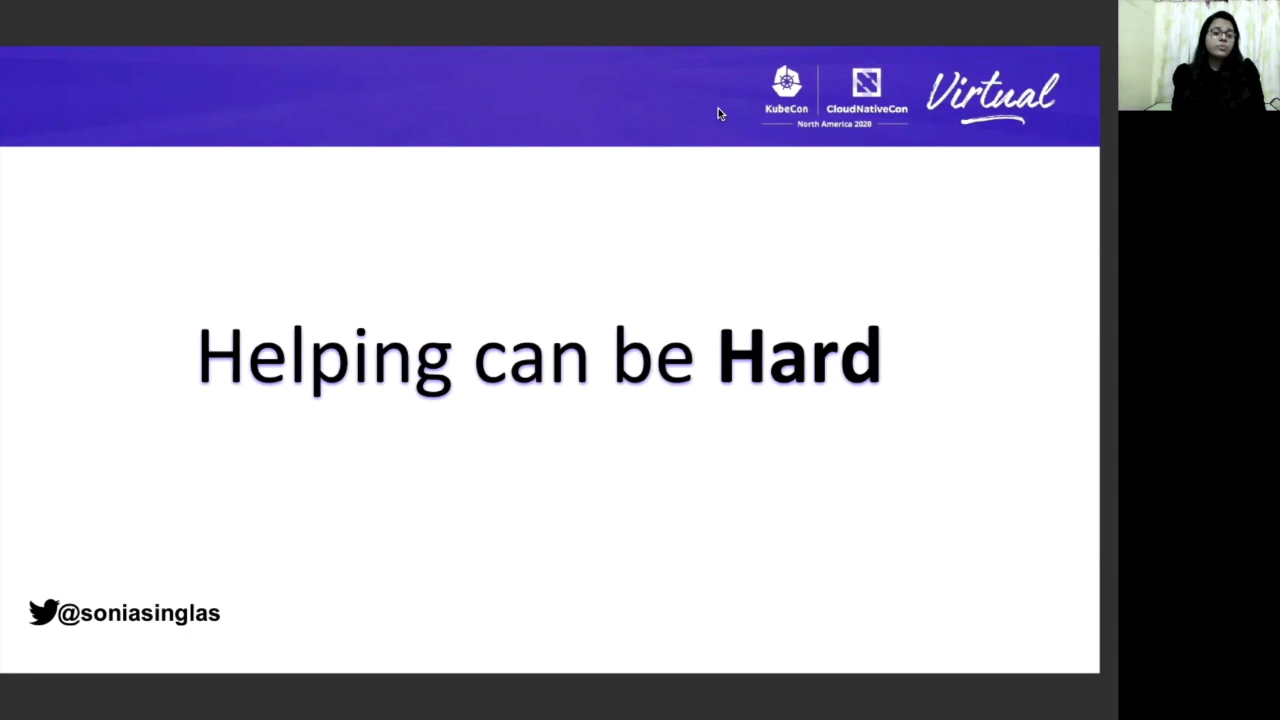 KubeCon
CloudNativeCon
North America 2020
Virtual
Helping can be Hard
@soniasinglas